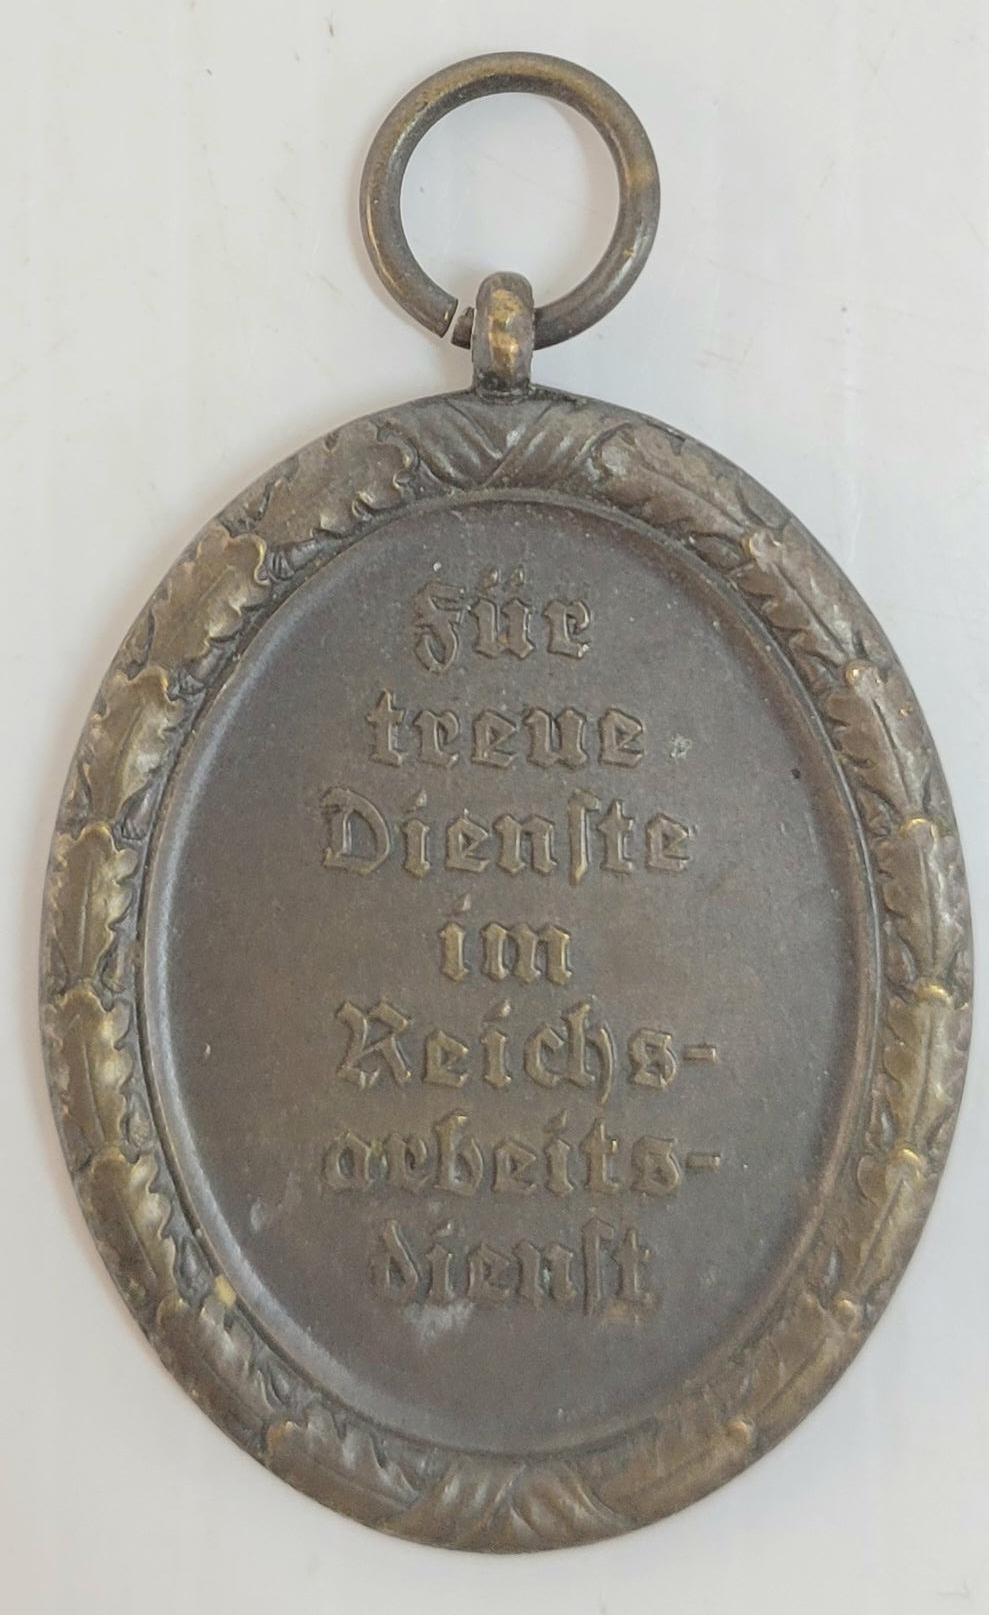 Für
treue
Dienste
im
Reichs-
arbeits-
dienst